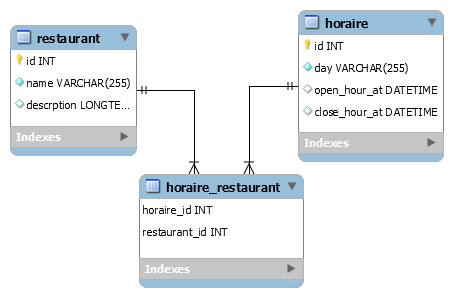 restaurant
id INT
name VARCHAR(255)
descrption LONGTE...
Indexes
horaire
id INT
day VARCHAR(255)
open_hour_at DATETIME
close_hour_at DATETIME
Indexes
horaire_restaurant
horaire_id INT
restaurant_id INT
Indexes